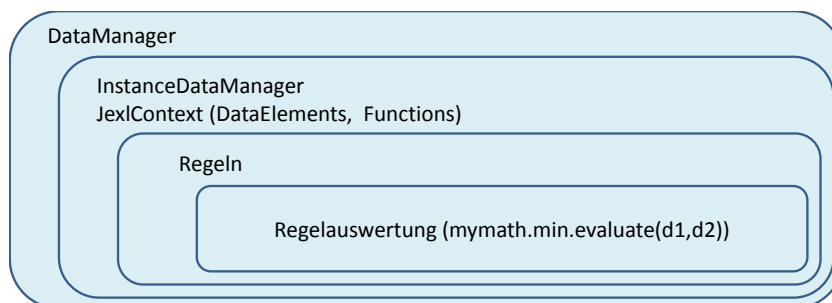 DataManager
InstanceDataManager
JexlContext (DataElements,  Functions)
Regeln
Regelauswertung (mymath.min.evaluate(d1,d2))